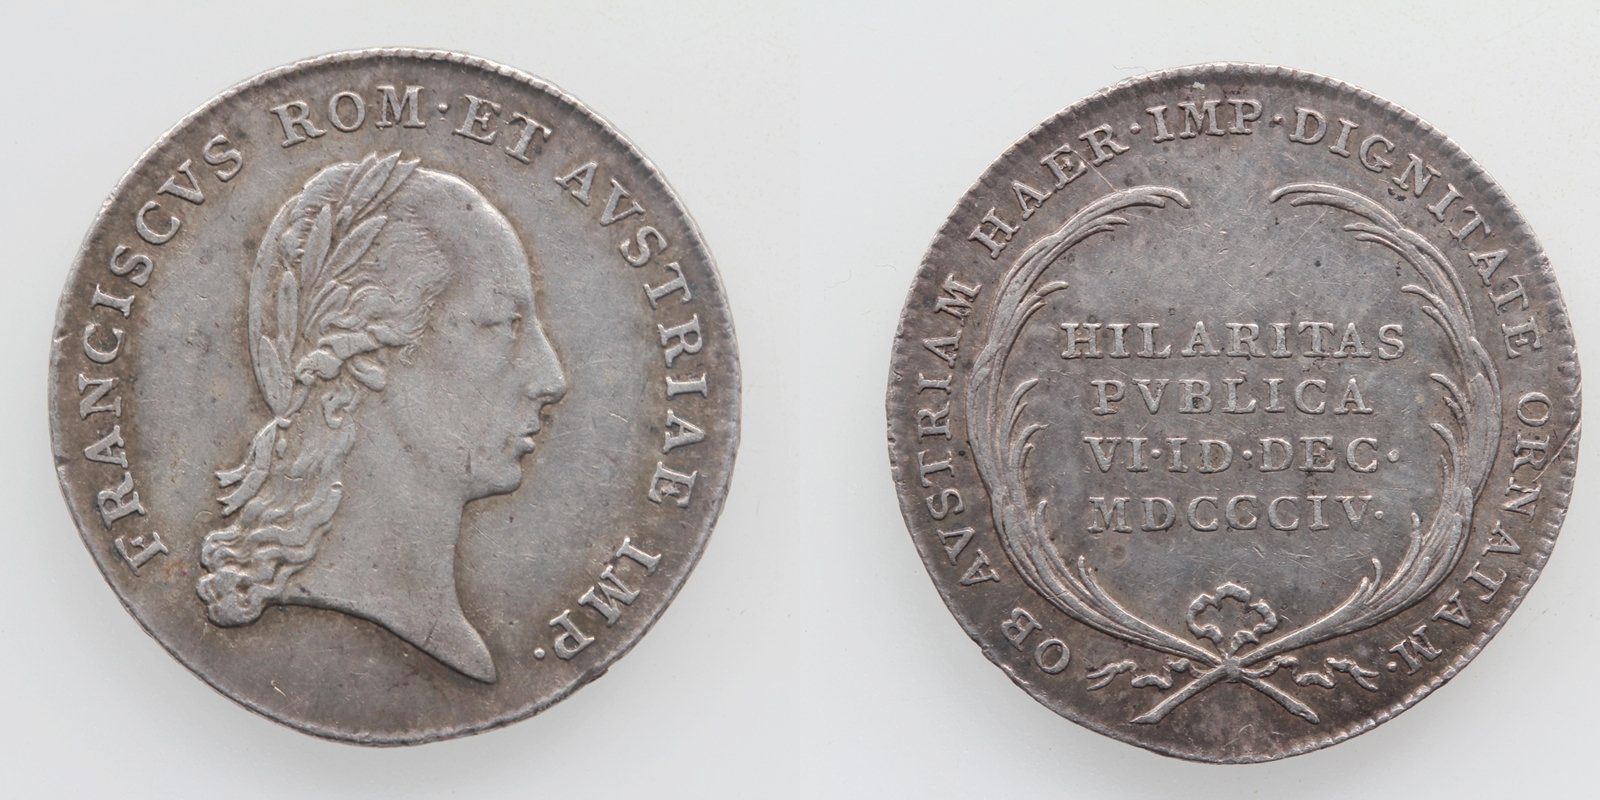 FRANCISCVS ROM·ET AVSTRIAE IMP.
OB AVSTRIAM HAER·IMP·DIGNITATE ORNATAM·
HILARITAS
PVBLICA
VI·ID·DEC·
MDCCCIV·